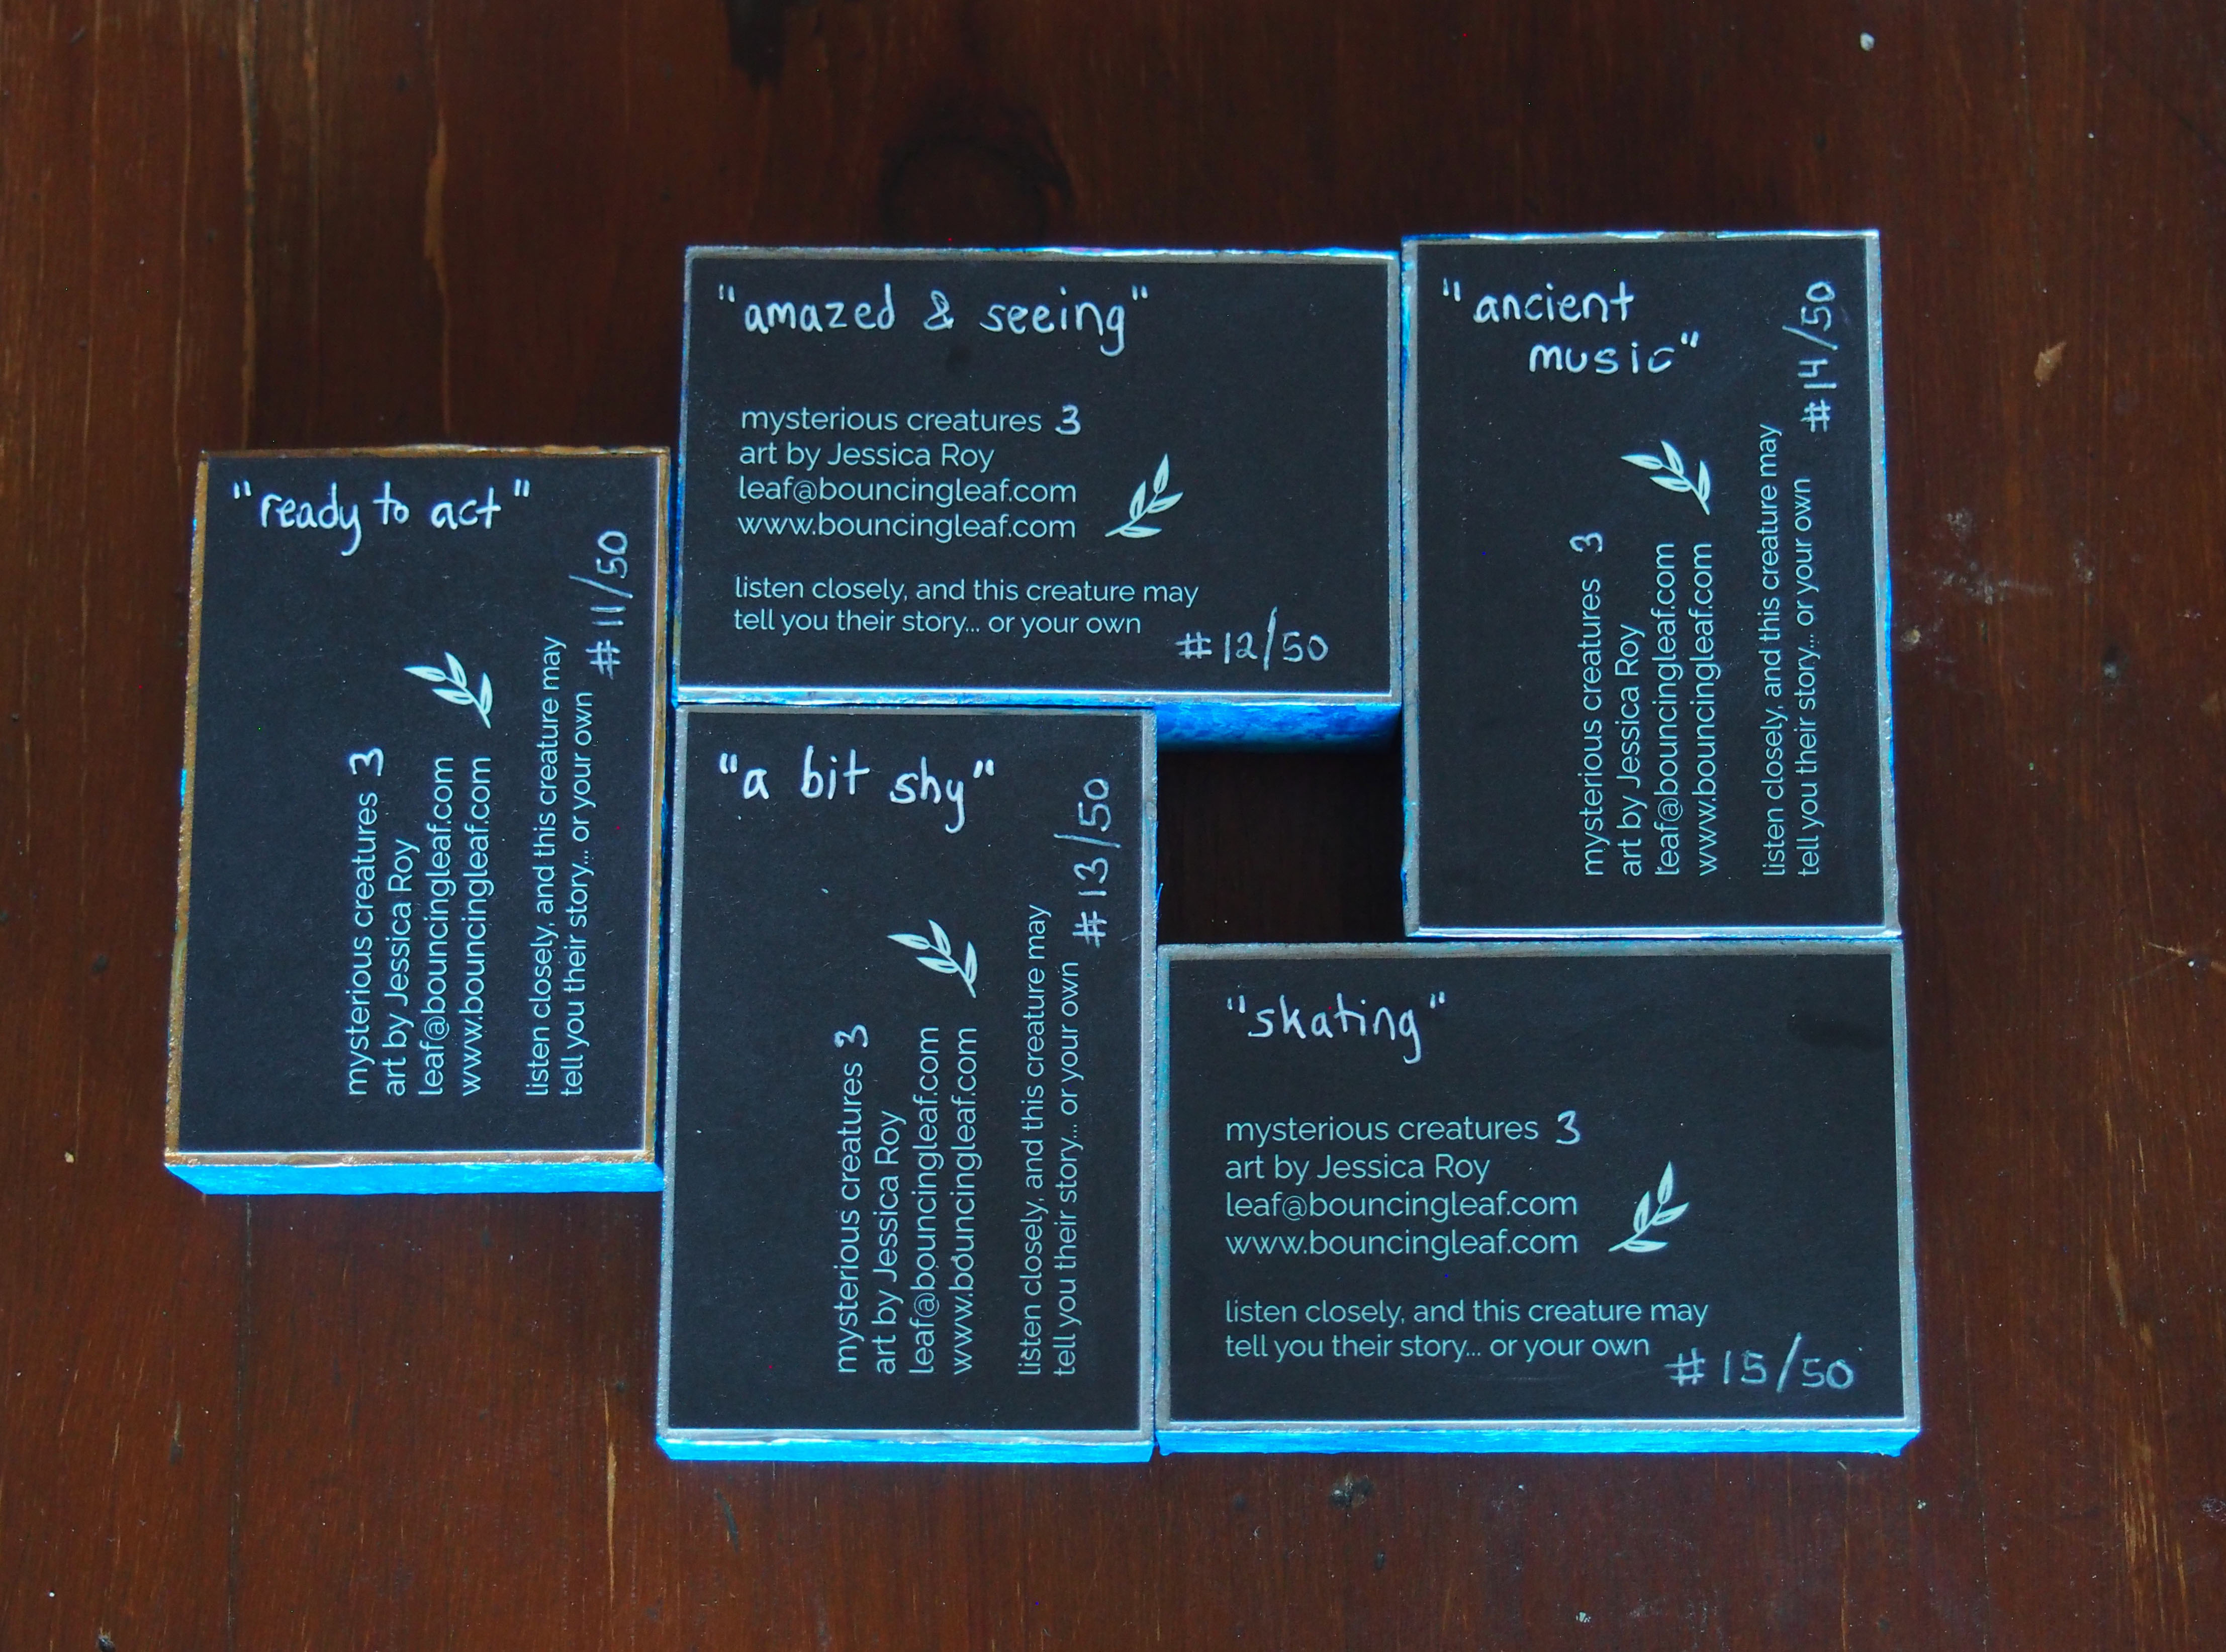 "ready to act"
mysterious creatures 3
art by Jessica Roy
leaf@bouncingleaf.com
www.bouncingleaf.com
listen closely, and this creature may
tell you their story... or your own
#11/50
"amazed & seeing"
mysterious creatures 3
art by Jessica Roy
leaf@bouncingleaf.com
www.bouncingleaf.com
listen closely, and this creature may
tell you their story... or your own
#12/50
"a bit shy"
mysterious creatures 3
art by Jessica Roy
leaf@bouncingleaf.com
www.bouncingleaf.com
listen closely, and this creature may
tell you their story... or your own
#13/50
"ancient
music"
mysterious creatures 3
art by Jessica Roy
leaf@bouncingleaf.com
www.bouncingleaf.com
listen closely, and this creature may
tell you their story... or your own
#14/50
"skating"
mysterious creatures 3
art by Jessica Roy
leaf@bouncingleaf.com
www.bouncingleaf.com
listen closely, and this creature may
tell you their story... or your own
#15/50